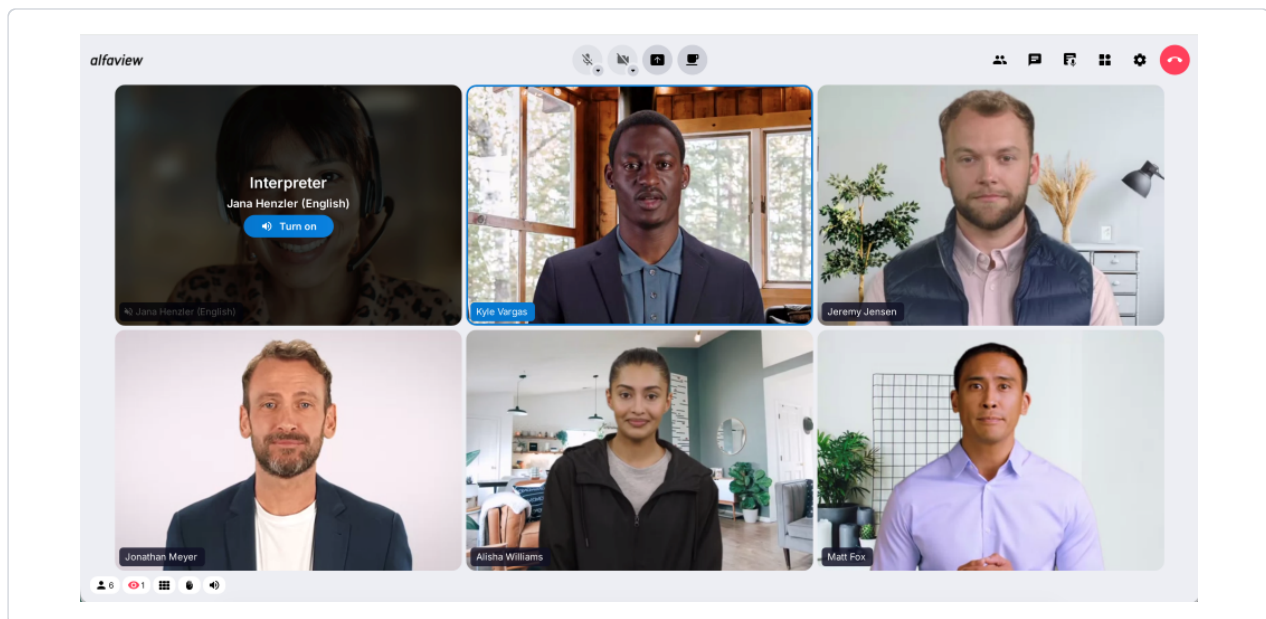 alfaview
Interpreter
Jana Henzler (English)
Turn on
Jana Henzler (English)
Kyle Vargas
Jeremy Jensen
Jonathan Meyer
Alisha Williams
Matt Fox
6
1